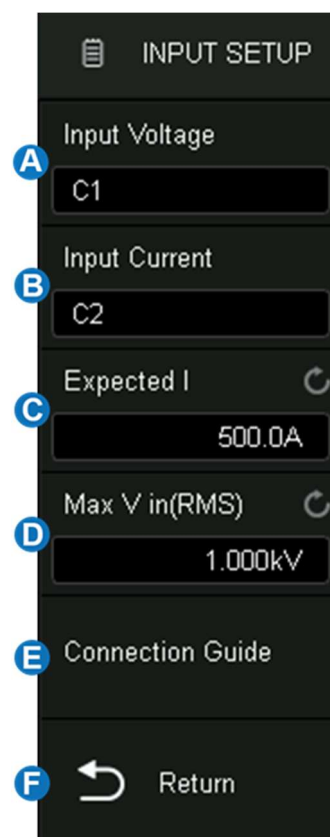 INPUT SETUP
A
Input Voltage
C1
B
Input Current
C2
C
Expected I
500.0A
D
Max V in(RMS)
1.000kV
E
Connection Guide
F
Return